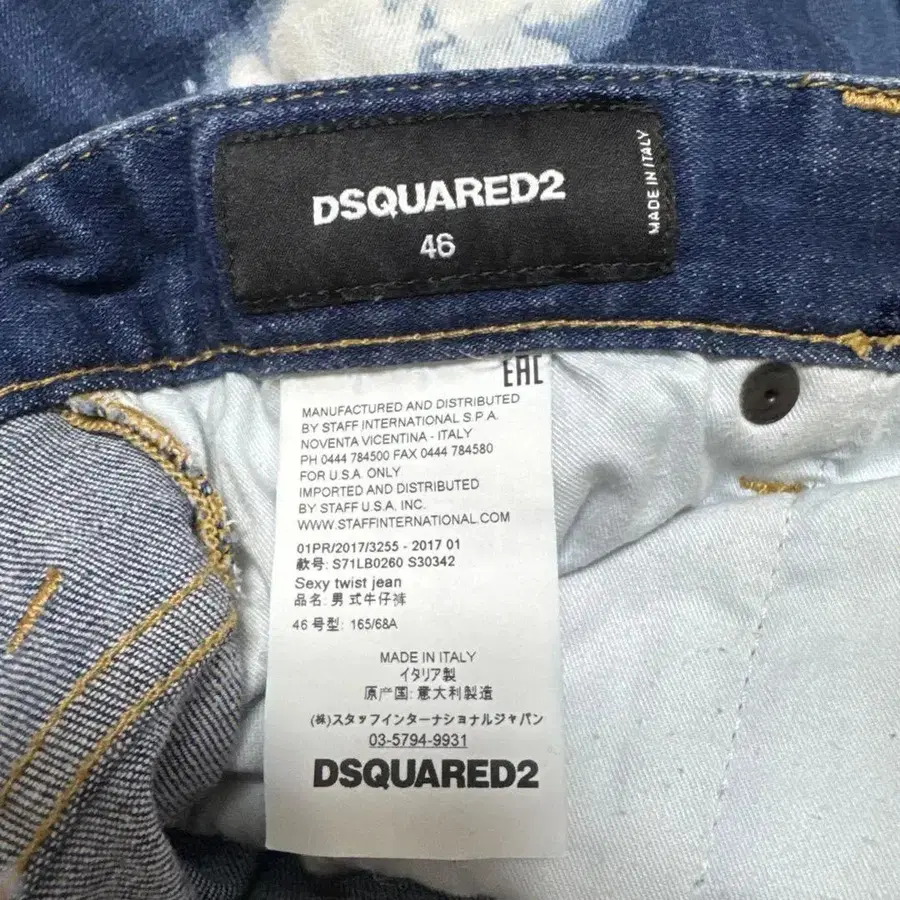 DSQUARED2
46
MADE IN ITALY
EAC
MANUFACTURED AND DISTRIBUTED
BY STAFF INTERNATIONAL S.P.A.
NOVENTA VICENTINA - ITALY
PH 0444 784500 FAX 0444 784580
FOR U.S.A. ONLY
IMPORTED AND DISTRIBUTED
BY STAFF U.S.A. INC.
WWW.STAFFINTERNATIONAL.COM
01PR/2017/3255 - 2017 01
款号: S71LB0260 S30342
Sexy twist jean
品名: 男 式牛仔裤
46 号型: 165/68A
MADE IN ITALY
イタリア製
原产国: 意大利製造
(株)スタッフインターナショナルジャパン
03-5794-9931
DSQUARED2